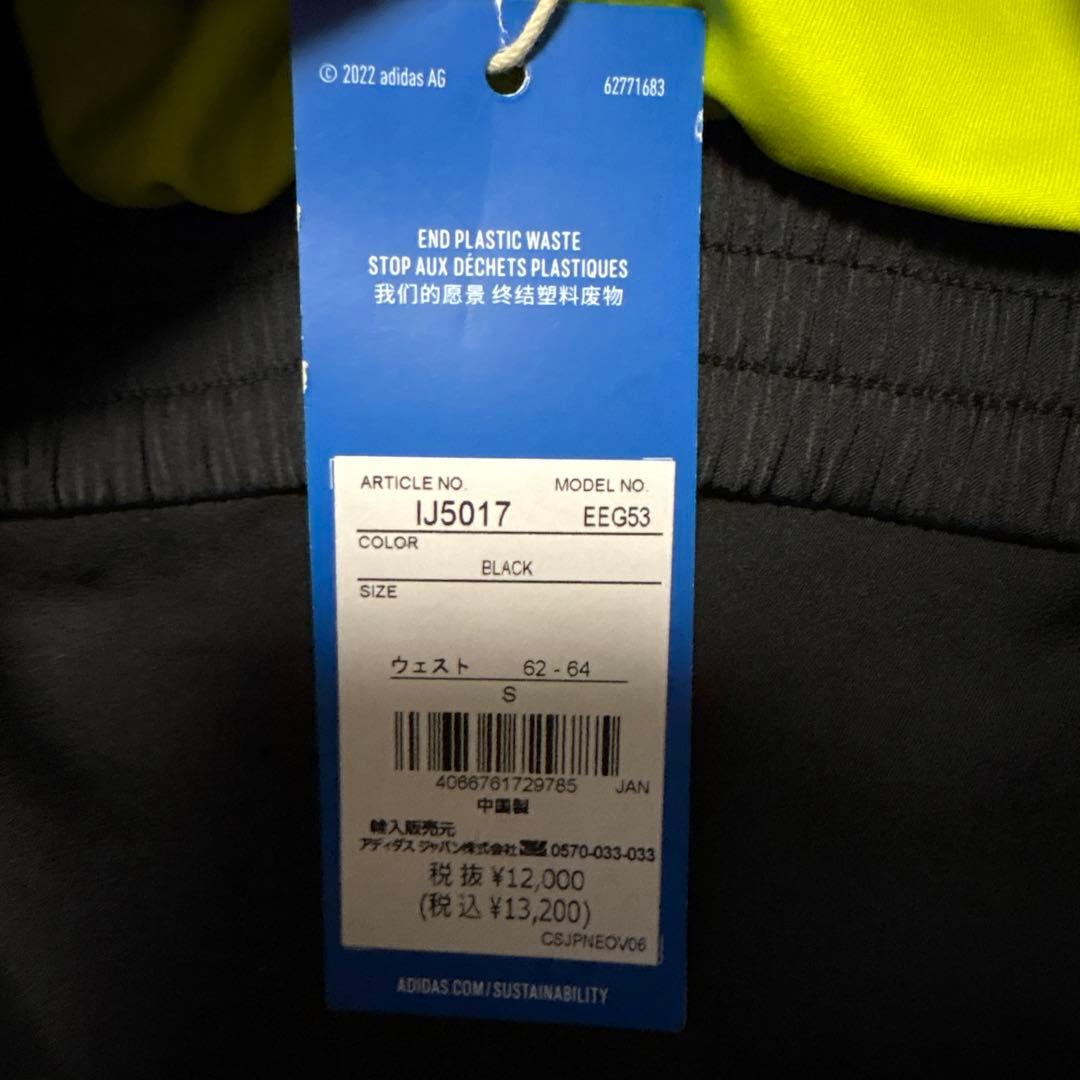 © 2022 adidas AG
62771683
END PLASTIC WASTE
STOP AUX DÉCHETS PLASTIQUES
我们的愿景 终结塑料废物
ARTICLE NO. MODEL NO.
IJ5017 EEG53
COLOR
BLACK
SIZE
ウェスト 62 - 64
S
4066761729785 JAN
中国製
輸入販売元
アディダス ジャパン株式会社 0570-033-033
税抜 ¥12,000
(税込 ¥13,200)
CSJPNEOV06
ADIDAS.COM/SUSTAINABILITY